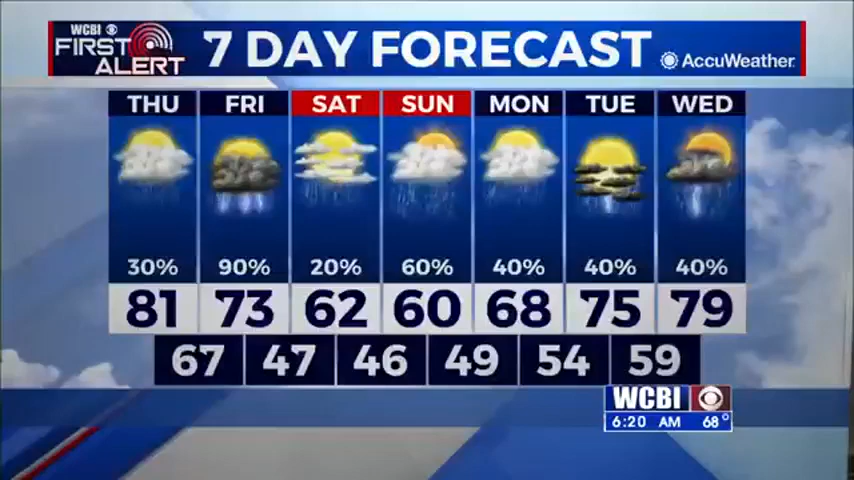 WCBI
FIRST
ALERT
7 DAY FORECAST
AccuWeather
THU FRI SAT SUN MON TUE WED
30% 90% 20% 60% 40% 40% 40%
81 73 62 60 68 75 79
67 47 46 49 54 59
WCBI
6:20 AM 68°